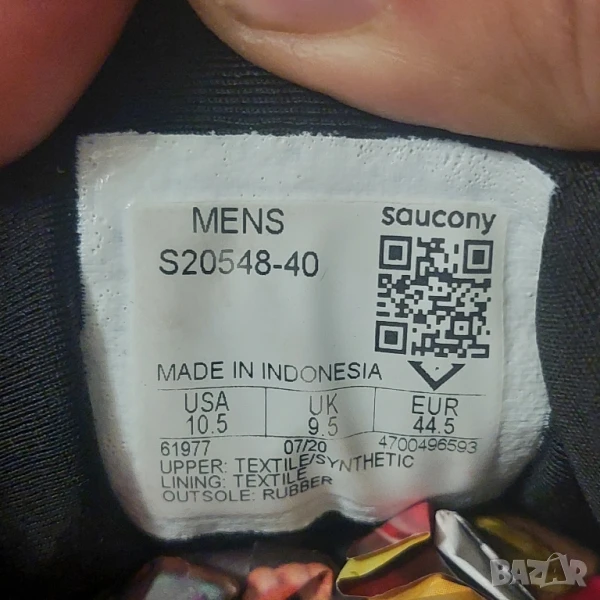 MENS
saucony
S20548-40
MADE IN INDONESIA
USA UK EUR
10.5 9.5 44.5
61977 07/20 4700496593
UPPER: TEXTILE/SYNTHETIC
LINING: TEXTILE
OUTSOLE: RUBBER
BAZAR